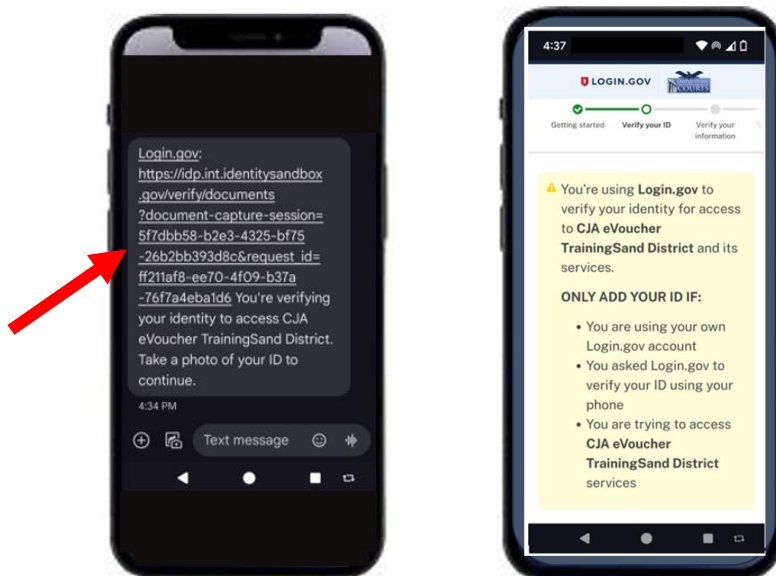 Login.gov:
https://idp.int.identitysandbox
.gov/verify/documents
?document-capture-session=
5f7dbb58-b2e3-4325-bf75
-26b2bb393d8c&request_id=
ff211af8-ee70-4f09-b37a
-76f7a4eba1d6 You're verifying
your identity to access CJA
eVoucher TrainingSand District.
Take a photo of your ID to
continue.
4:34 PM
Text message
4:37
LOGIN.GOV
COURTS
Getting started Verify your ID Verify your
information
You're using Login.gov to
verify your identity for access
to CJA eVoucher
TrainingSand District and its
services.
ONLY ADD YOUR ID IF:
• You are using your own
Login.gov account
• You asked Login.gov to
verify your ID using your
phone
• You are trying to access
CJA eVoucher
TrainingSand District
services